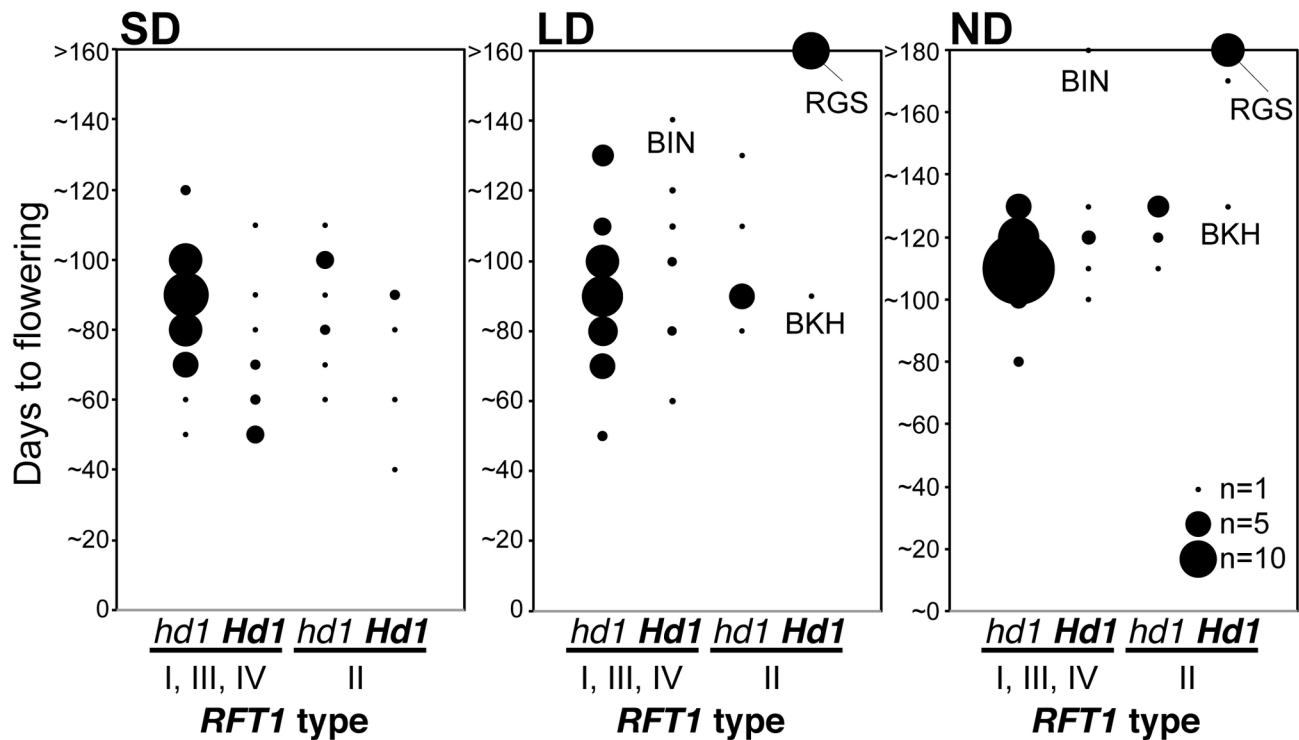 SD
LD
ND
Days to flowering
>160
~140
~120
~100
~80
~60
~40
~20
0
hd1 Hd1 hd1 Hd1
I, III, IV II
RFT1 type
>160
~140
~120
~100
~80
~60
~40
~20
0
RGS
BIN
BKH
hd1 Hd1 hd1 Hd1
I, III, IV II
RFT1 type
>180
~160
~140
~120
~100
~80
~60
~40
~20
~0
BIN
RGS
BKH
n=1
n=5
n=10
hd1 Hd1 hd1 Hd1
I, III, IV II
RFT1 type